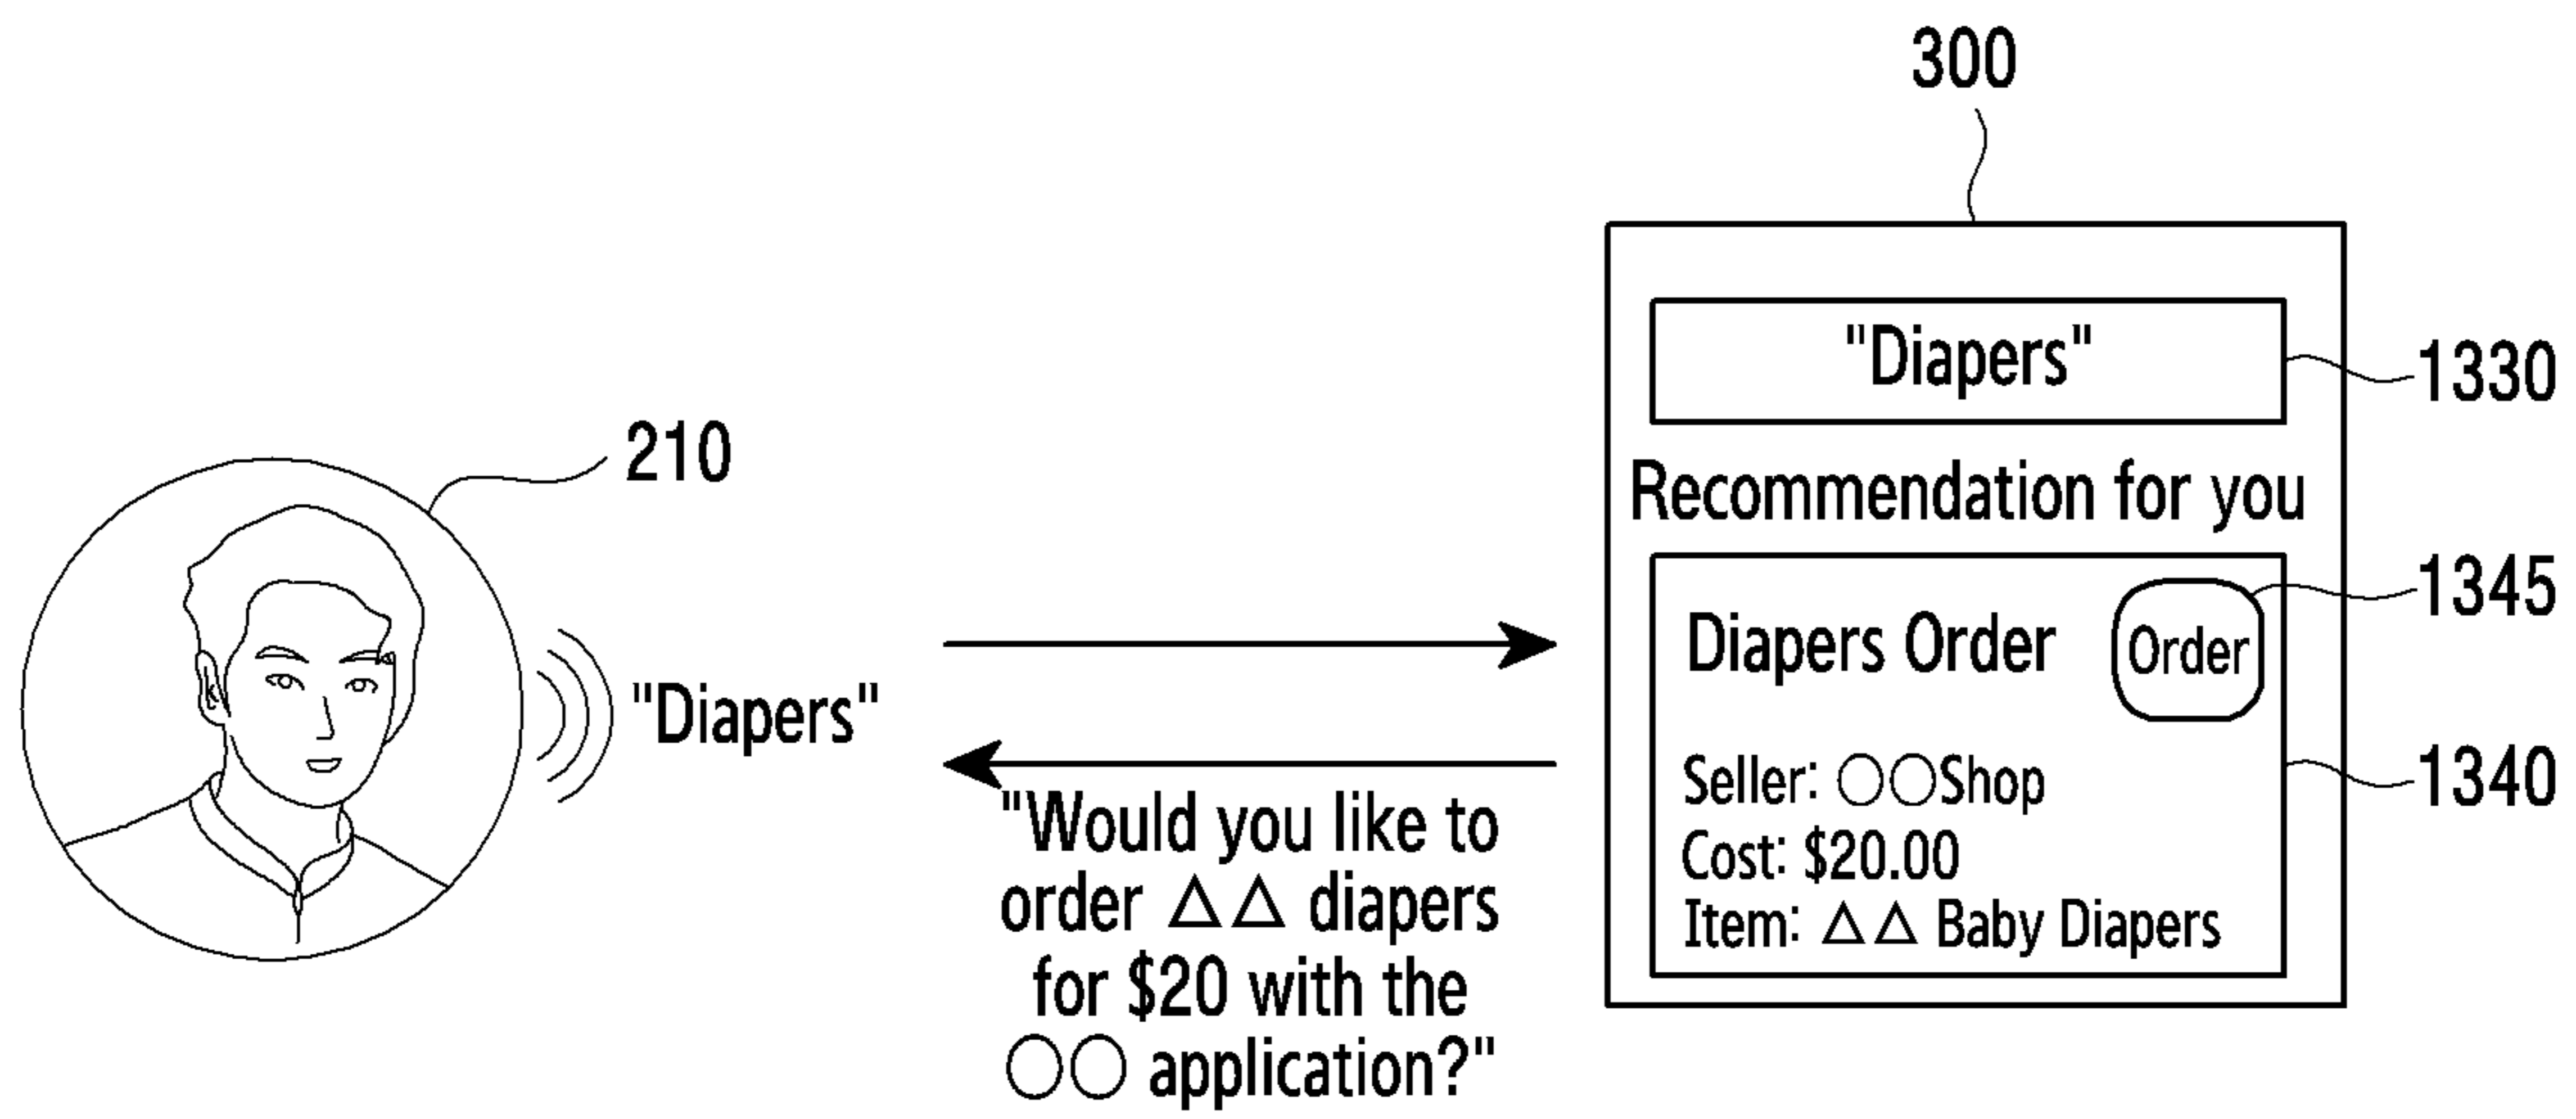 300
"Diapers"
1330
Recommendation for you
210
1345
Diapers Order
Order
"Diapers"
Seller: ○○Shop
1340
Cost: $20.00
Item: △△ Baby Diapers
"Would you like to
order △△ diapers
for $20 with the
○○ application?"